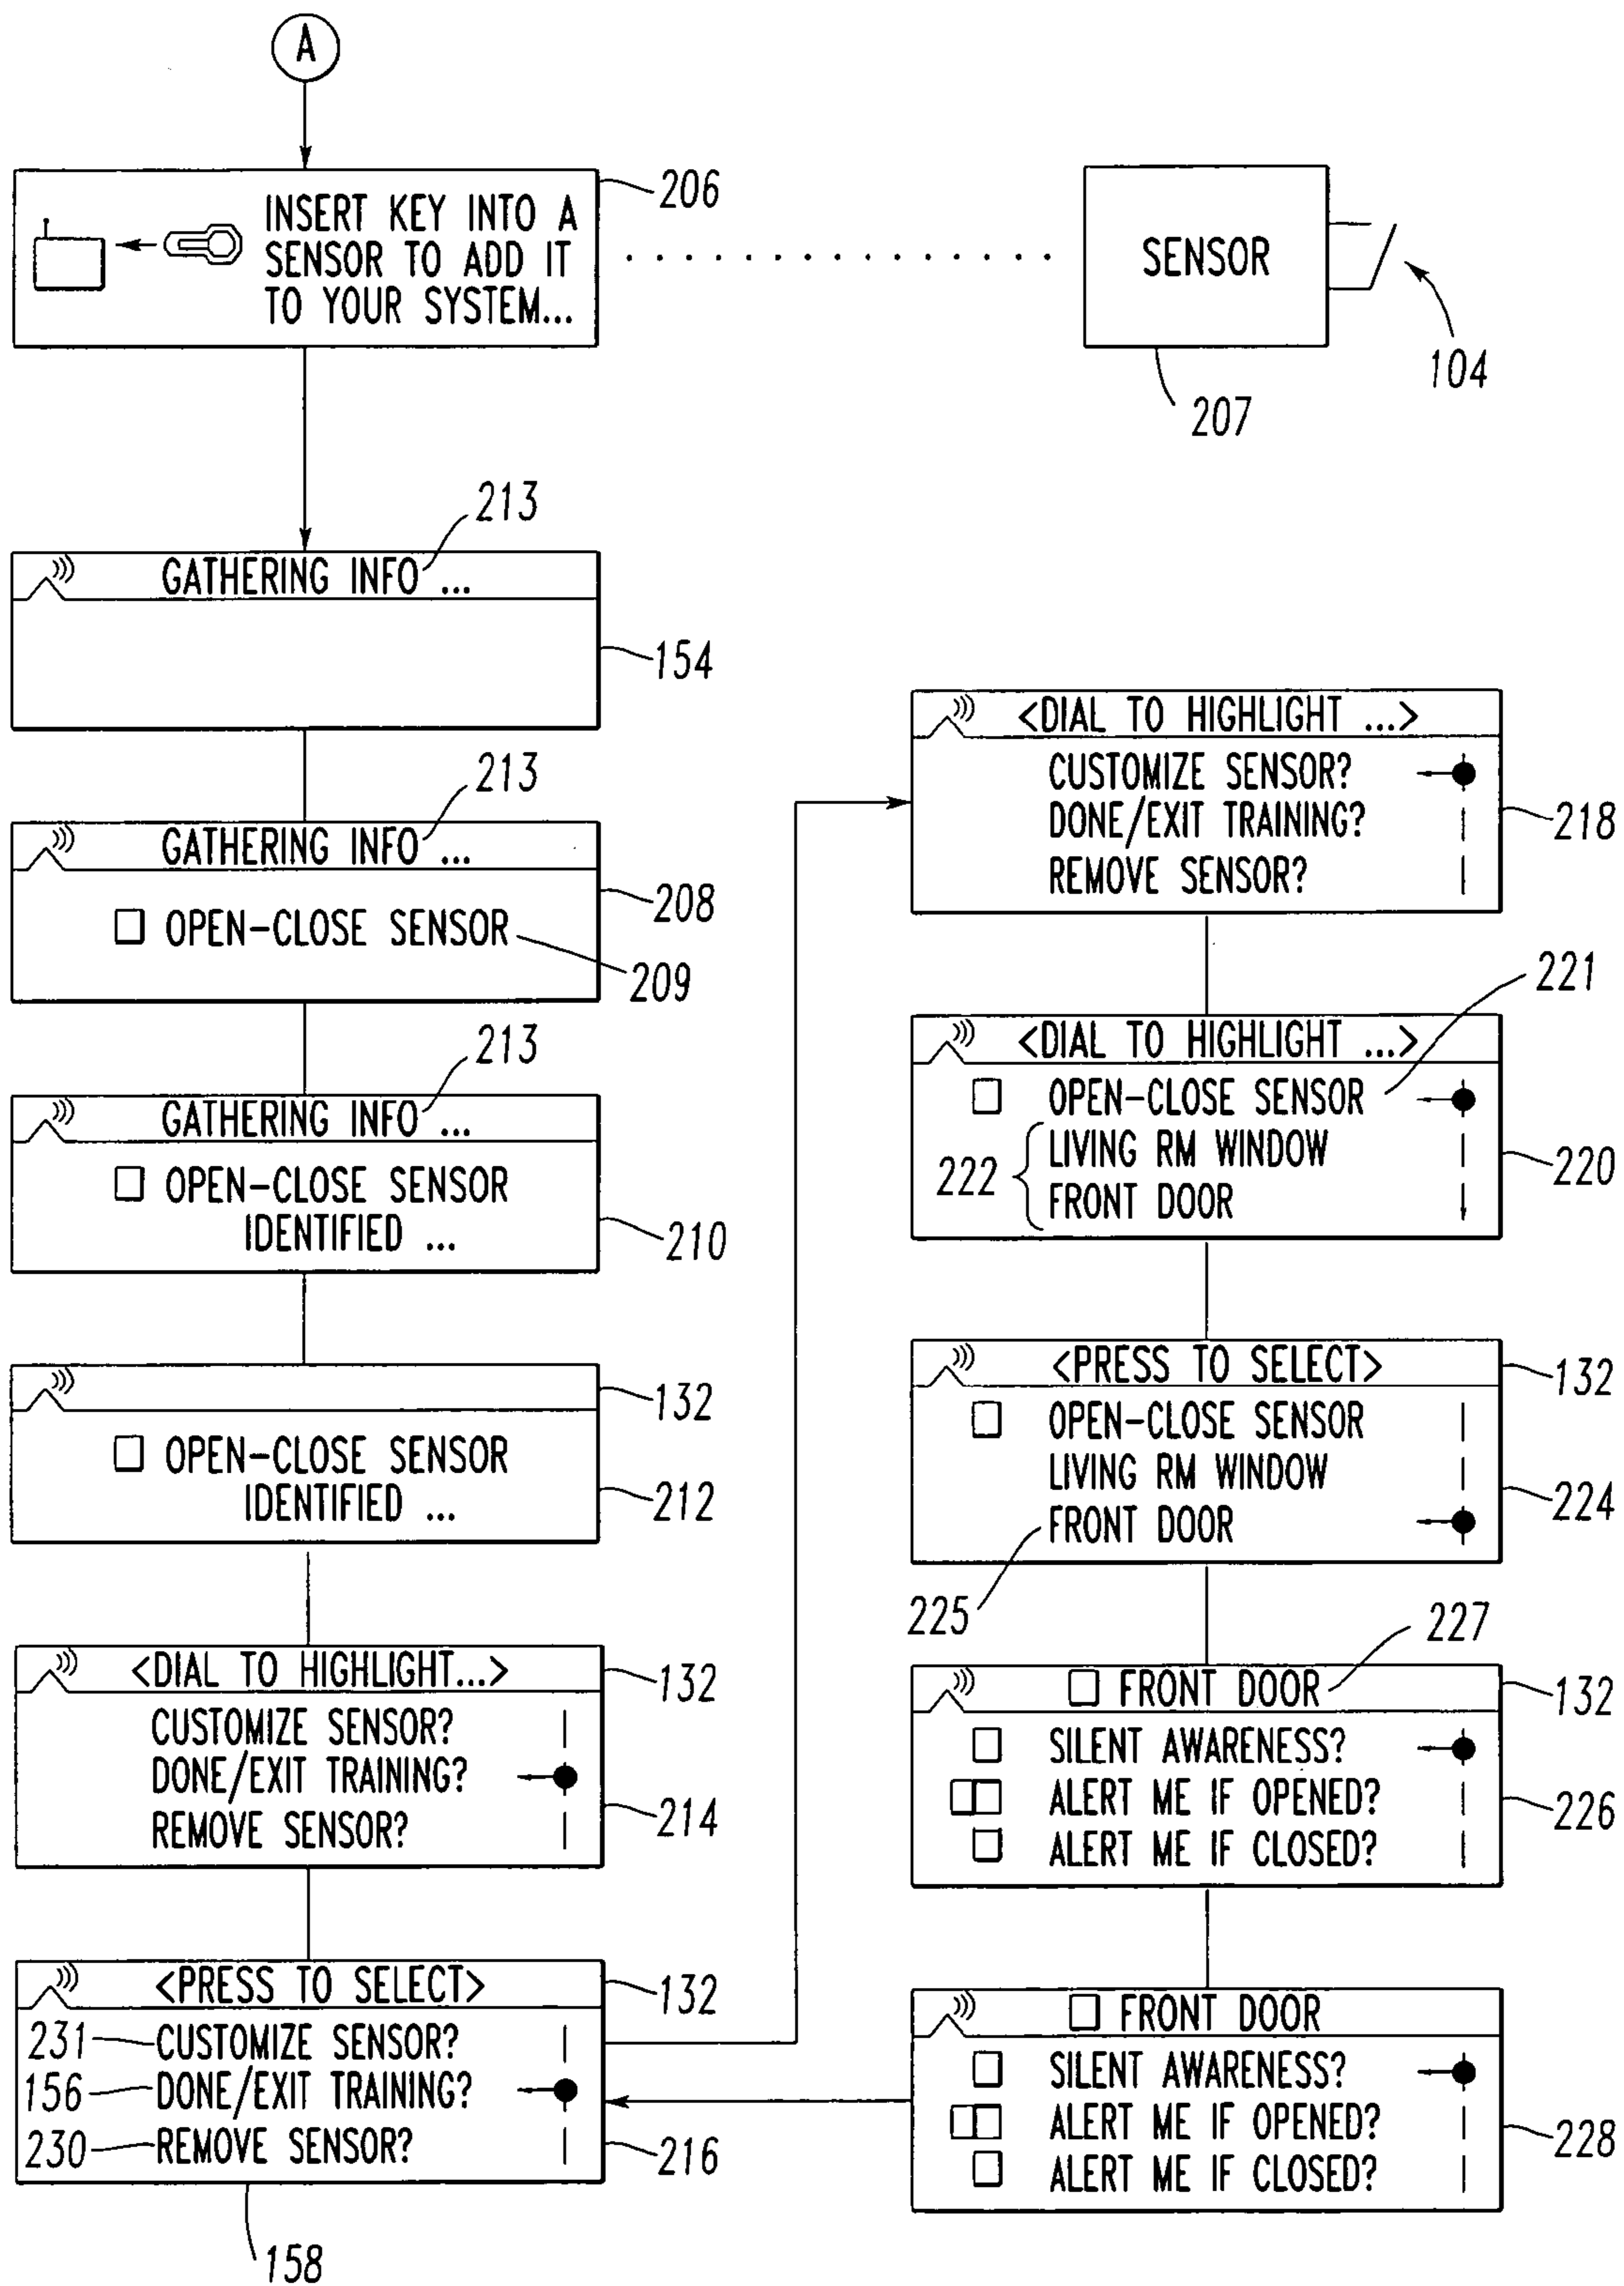 A
INSERT KEY INTO A
SENSOR TO ADD IT
TO YOUR SYSTEM...
206
SENSOR
104
207
213
GATHERING INFO ...
154
213
GATHERING INFO ...
208
OPEN-CLOSE SENSOR
209
213
GATHERING INFO ...
OPEN-CLOSE SENSOR
IDENTIFIED ...
210
132
OPEN-CLOSE SENSOR
IDENTIFIED ...
212
<DIAL TO HIGHLIGHT...>
132
CUSTOMIZE SENSOR?
DONE/EXIT TRAINING?
REMOVE SENSOR?
214
<PRESS TO SELECT>
132
231 CUSTOMIZE SENSOR?
156 DONE/EXIT TRAINING?
230 REMOVE SENSOR?
216
158
<DIAL TO HIGHLIGHT ...>
CUSTOMIZE SENSOR?
DONE/EXIT TRAINING?
218
REMOVE SENSOR?
221
<DIAL TO HIGHLIGHT ...>
OPEN-CLOSE SENSOR
222
LIVING RM WINDOW
FRONT DOOR
220
<PRESS TO SELECT>
132
OPEN-CLOSE SENSOR
LIVING RM WINDOW
224
FRONT DOOR
225
227
FRONT DOOR
132
SILENT AWARENESS?
ALERT ME IF OPENED?
226
ALERT ME IF CLOSED?
FRONT DOOR
SILENT AWARENESS?
ALERT ME IF OPENED?
228
ALERT ME IF CLOSED?